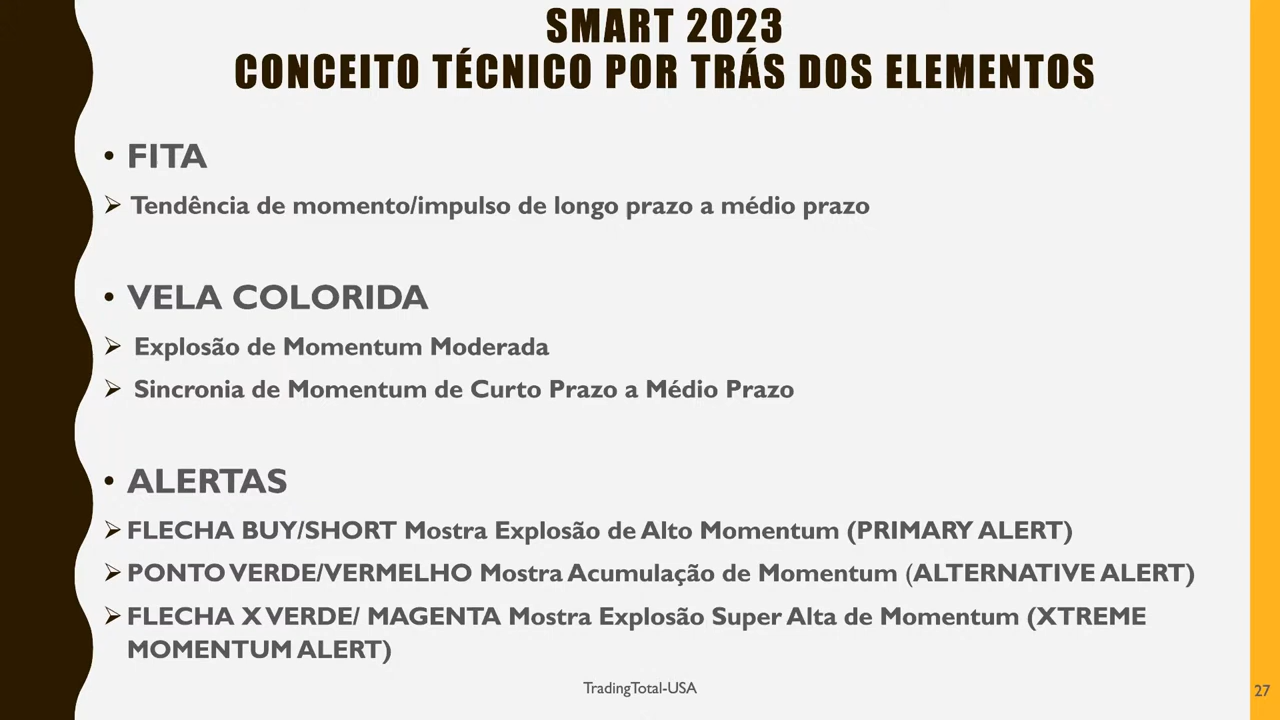 SMART 2023
CONCEITO TÉCNICO POR TRÁS DOS ELEMENTOS
• FITA
➢ Tendência de momento/impulso de longo prazo a médio prazo
• VELA COLORIDA
➢ Explosão de Momentum Moderada
➢ Sincronia de Momentum de Curto Prazo a Médio Prazo
• ALERTAS
➢ FLECHA BUY/SHORT Mostra Explosão de Alto Momentum (PRIMARY ALERT)
➢ PONTO VERDE/VERMELHO Mostra Acumulação de Momentum (ALTERNATIVE ALERT)
➢ FLECHA X VERDE/ MAGENTA Mostra Explosão Super Alta de Momentum (XTREME
MOMENTUM ALERT)
TradingTotal-USA
27